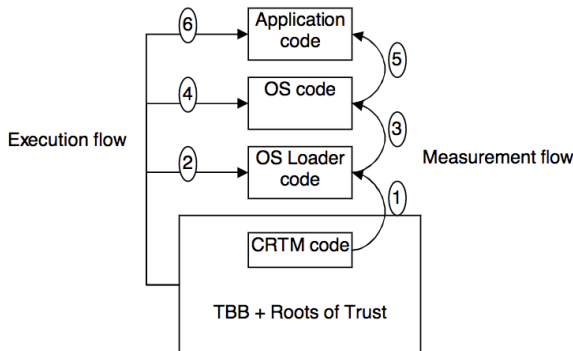 6
Application
code
5
4
OS code
Execution flow
3
2
OS Loader
code
Measurement flow
1
CRTM code
TBB + Roots of Trust